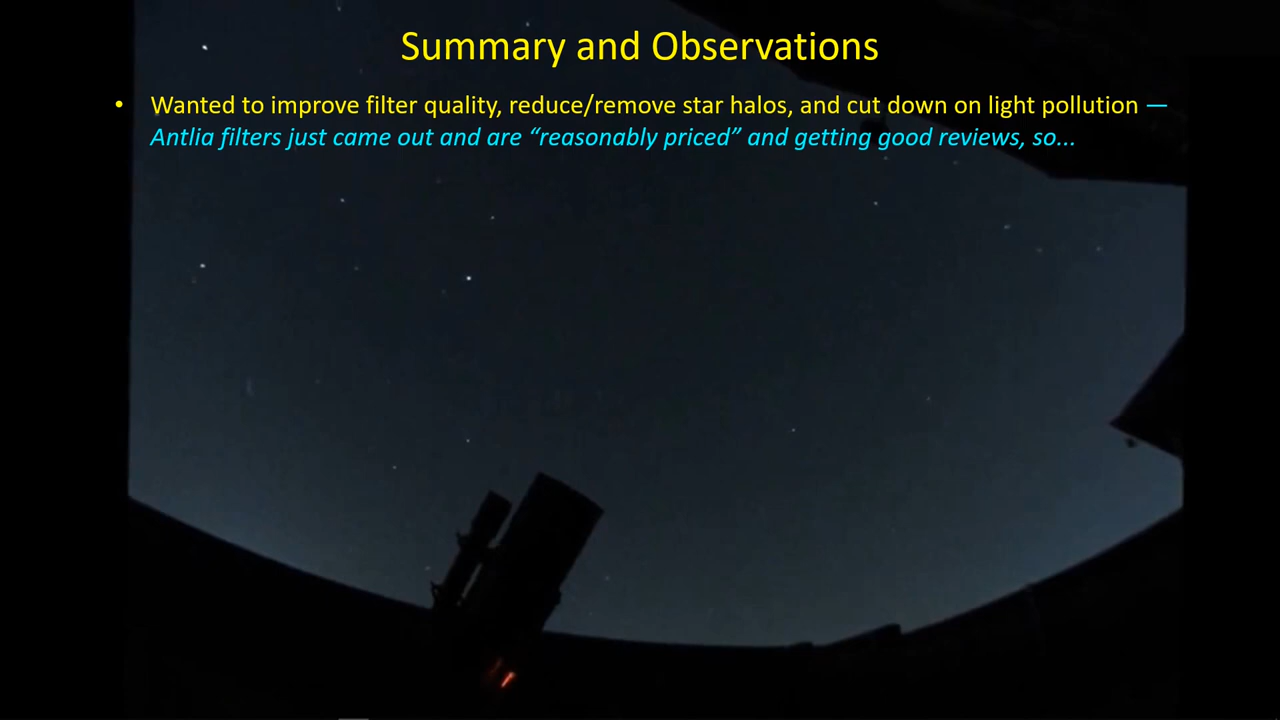 Summary and Observations
• Wanted to improve filter quality, reduce/remove star halos, and cut down on light pollution —
Antlia filters just came out and are “reasonably priced” and getting good reviews, so...